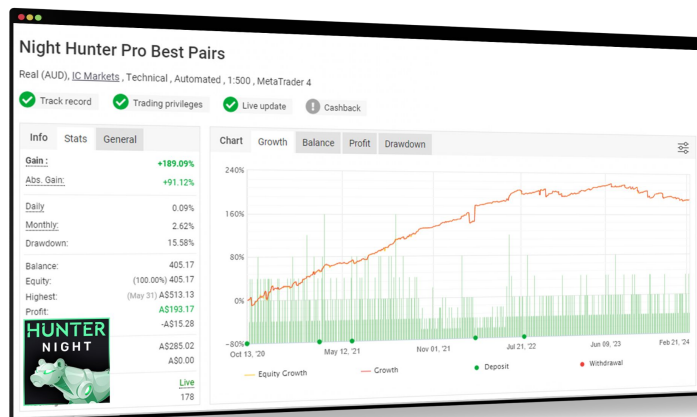 Night Hunter Pro Best Pairs
Real (AUD), IC Markets , Technical , Automated , 1:500 , MetaTrader 4
Track record Trading privileges Live update ! Cashback
Info Stats General
Gain : +189.09%
Abs. Gain: +91.12%
Daily 0.09%
Monthly: 2.62%
Drawdown: 15.58%
Balance: 405.17
Equity: (100.00%) 405.17
Highest: (May 31) A$513.13
Profit: A$193.17
-A$15.28
A$285.02
A$0.00
Live
178
HUNTER
NIGHT
Chart Growth Balance Profit Drawdown
240%
160%
80%
0%
-80%
Oct 13, '20 May 12, '21 Nov 01, '21 Jul 21, '22 Jun 09, '23 Feb 21, '24
Equity Growth Growth Deposit Withdrawal